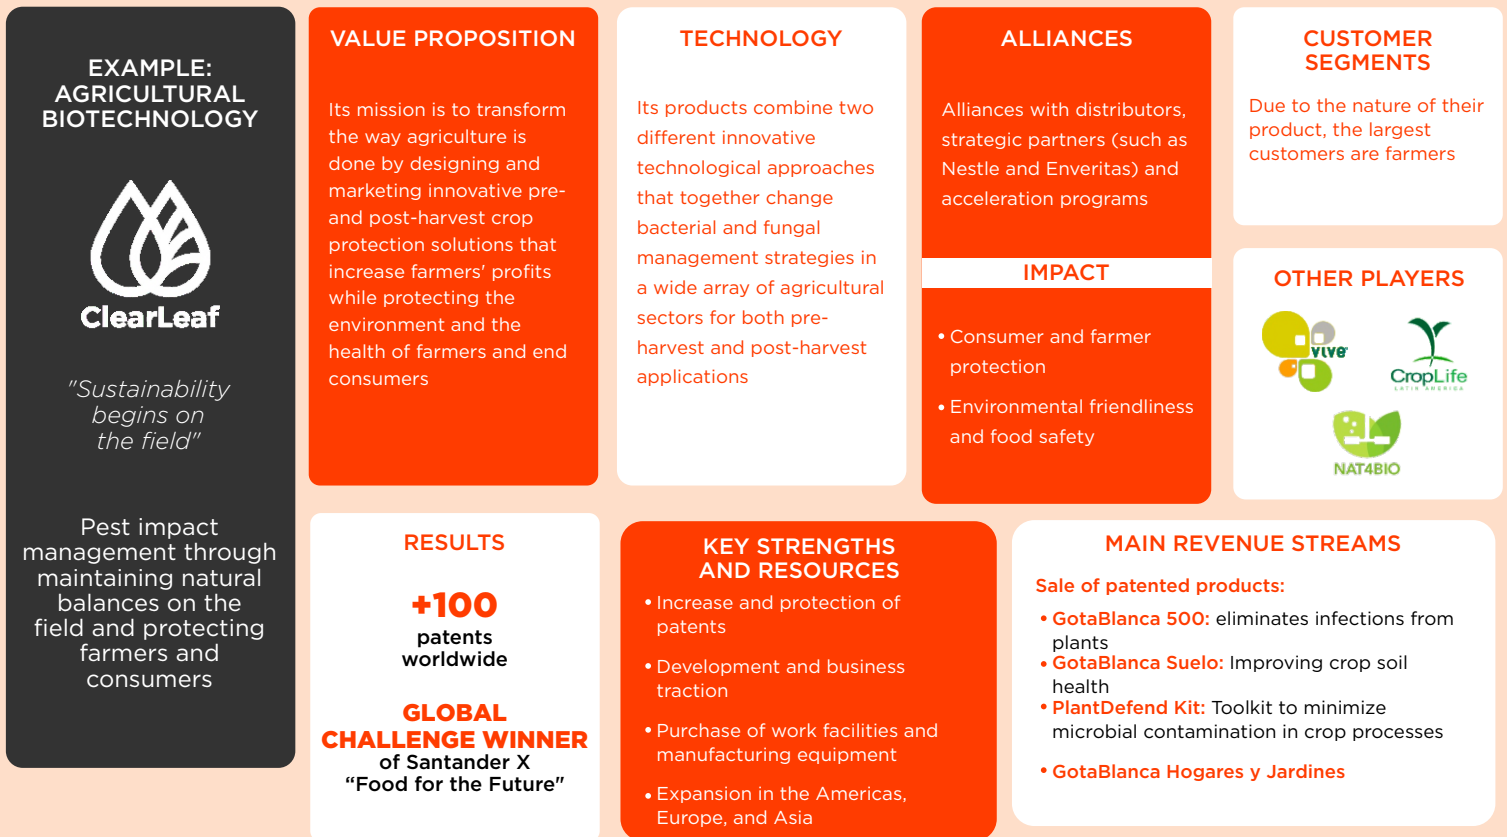 EXAMPLE:
AGRICULTURAL
BIOTECHNOLOGY
ClearLeaf
"Sustainability
begins on
the field"
Pest impact
management through
maintaining natural
balances on the
field and protecting
farmers and
consumers
VALUE PROPOSITION
Its mission is to transform
the way agriculture is
done by designing and
marketing innovative pre-
and post-harvest crop
protection solutions that
increase farmers' profits
while protecting the
environment and the
health of farmers and end
consumers
TECHNOLOGY
Its products combine two
different innovative
technological approaches
that together change
bacterial and fungal
management strategies in
a wide array of agricultural
sectors for both pre-
harvest and post-harvest
applications
ALLIANCES
Alliances with distributors,
strategic partners (such as
Nestle and Enveritas) and
acceleration programs
IMPACT
• Consumer and farmer
protection
• Environmental friendliness
and food safety
CUSTOMER
SEGMENTS
Due to the nature of their
product, the largest
customers are farmers
OTHER PLAYERS
vive
CropLife
LATIN AMERICA
NAT4BIO
RESULTS
+100
patents
worldwide
GLOBAL
CHALLENGE WINNER
of Santander X
“Food for the Future"
KEY STRENGTHS
AND RESOURCES
• Increase and protection of
patents
• Development and business
traction
• Purchase of work facilities and
manufacturing equipment
• Expansion in the Americas,
Europe, and Asia
MAIN REVENUE STREAMS
Sale of patented products:
• GotaBlanca 500: eliminates infections from
plants
• GotaBlanca Suelo: Improving crop soil
health
• PlantDefend Kit: Toolkit to minimize
microbial contamination in crop processes
• GotaBlanca Hogares y Jardines